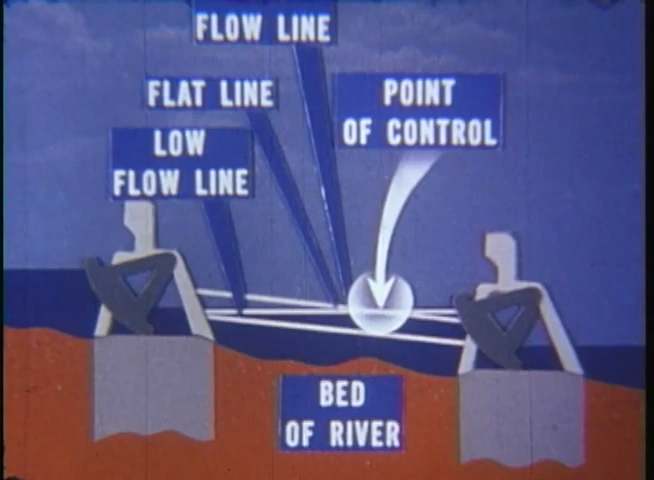 FLOW LINE
FLAT LINE
POINT
OF CONTROL
LOW
FLOW LINE
BED
OF RIVER